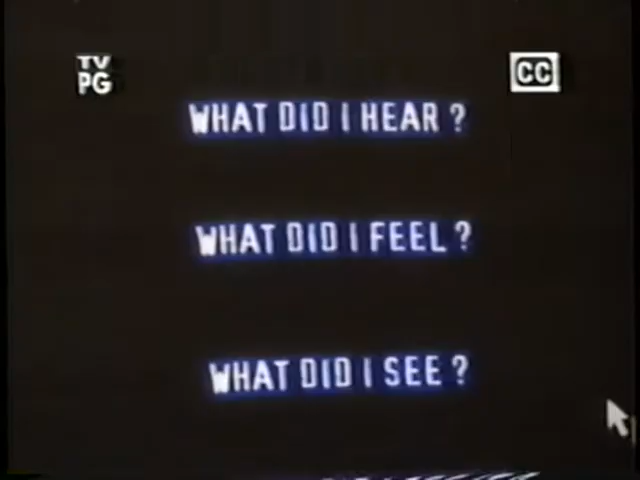 TV
PG
CC
WHAT DID I HEAR ?
WHAT DID I FEEL ?
WHAT DID I SEE ?